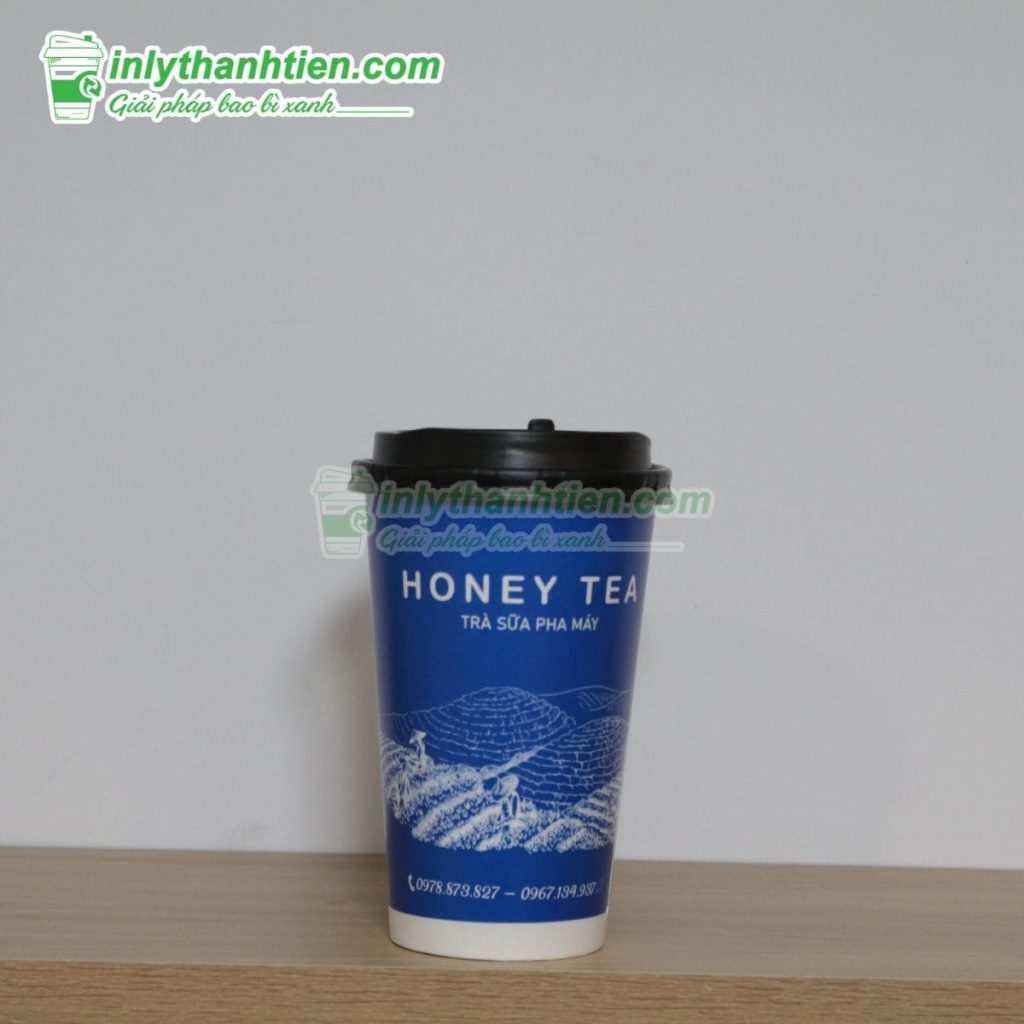 inlythanhtien.com
Giải pháp bao bì xanh
inlythanhtien.com
Giải pháp bao bì xanh
HONEY TEA
TRÀ SỮA PHA MÁY
0978.873.827 – 0967.134.937